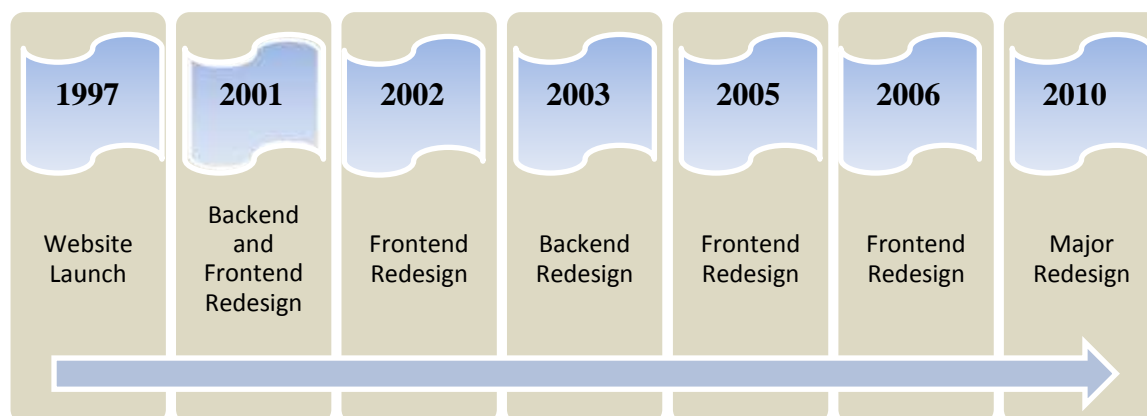 1997
Website
Launch
2001
Backend
and
Frontend
Redesign
2002
Frontend
Redesign
2003
Backend
Redesign
2005
Frontend
Redesign
2006
Frontend
Redesign
2010
Major
Redesign